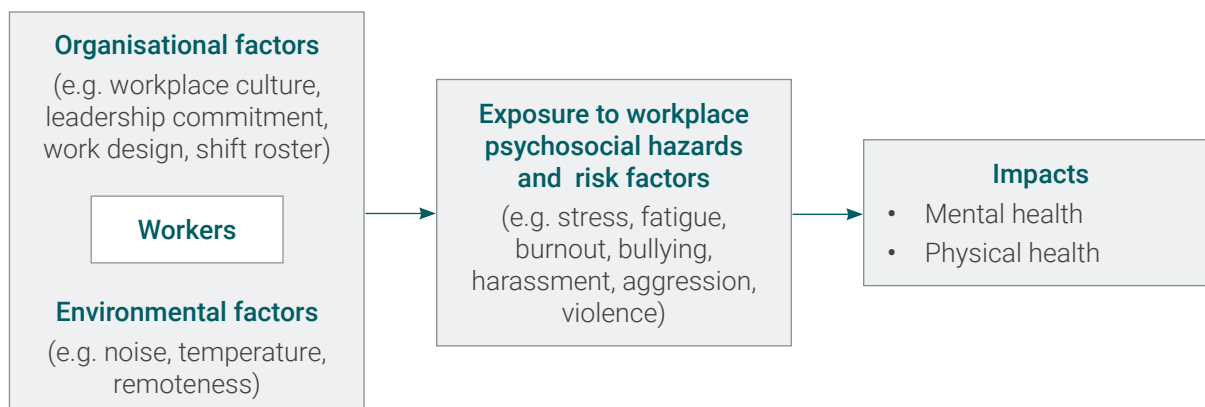 Organisational factors
(e.g. workplace culture,
leadership commitment,
work design, shift roster)
Workers
Environmental factors
(e.g. noise, temperature,
remoteness)
Exposure to workplace
psychosocial hazards
and risk factors
(e.g. stress, fatigue,
burnout, bullying,
harassment, aggression,
violence)
Impacts
• Mental health
• Physical health